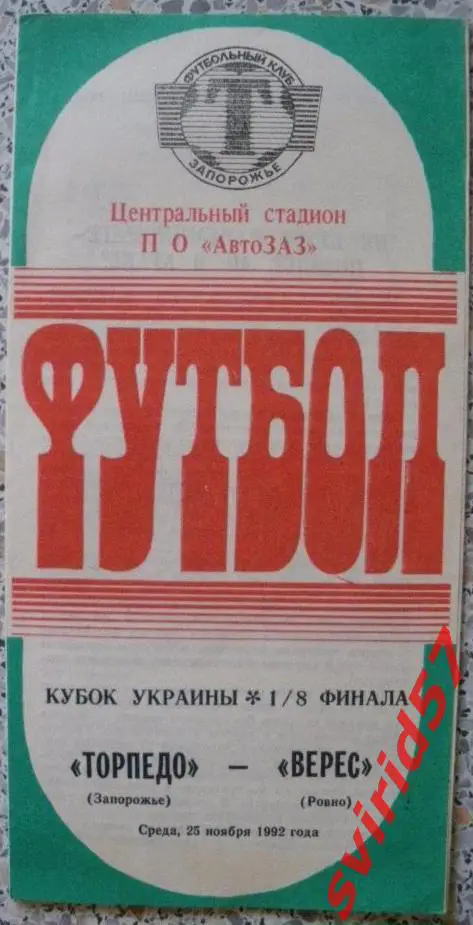 ФУТБОЛЬНЫЙ КЛУБ
Т
ЗАПОРОЖЬЕ
Центральный стадион
П О «АвтоЗАЗ»
ФУТБОЛ
КУБОК УКРАИНЫ * 1/8 ФИНАЛА
«ТОРПЕДО» — «ВЕРЕС»
(Запорожье) (Ровно)
Среда, 25 ноября 1992 года
svirid57